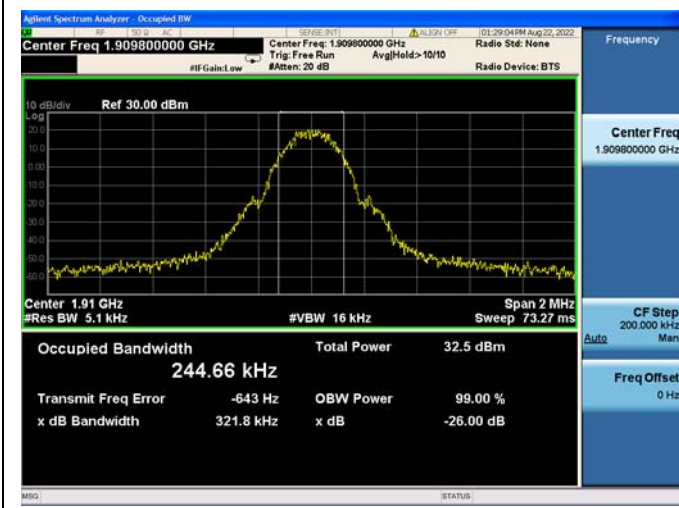 Agilent Spectrum Analyzer - Occupied BW
RF 50 Ω AC SENSE:INT ALIGN OFF 01:29:04 PM Aug 22, 2022
Center Freq 1.909800000 GHz Center Freq: 1.909800000 GHz Radio Std: None Frequency
Trig: Free Run Avg|Hold:>10/10
#IFGain:Low #Atten: 20 dB Radio Device: BTS
10 dB/div Ref 30.00 dBm
Log
20.0
10.0
0.00
10.0
20.0
30.0
40.0
50.0
60.0
Center Freq
1.909800000 GHz
Center 1.91 GHz Span 2 MHz
#Res BW 5.1 kHz #VBW 16 kHz Sweep 73.27 ms
CF Step
200.000 kHz
Auto Man
Occupied Bandwidth Total Power 32.5 dBm
244.66 kHz
Freq Offset
0 Hz
Transmit Freq Error -643 Hz OBW Power 99.00 %
x dB Bandwidth 321.8 kHz x dB -26.00 dB
MSG STATUS